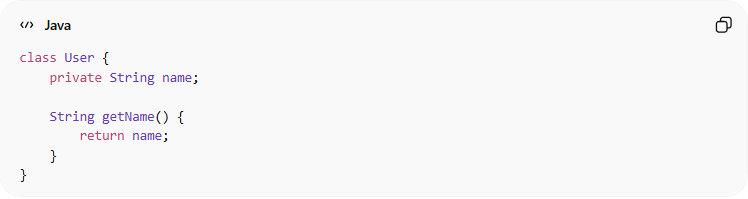 </> Java
class User {
    private String name;

    String getName() {
        return name;
    }
}